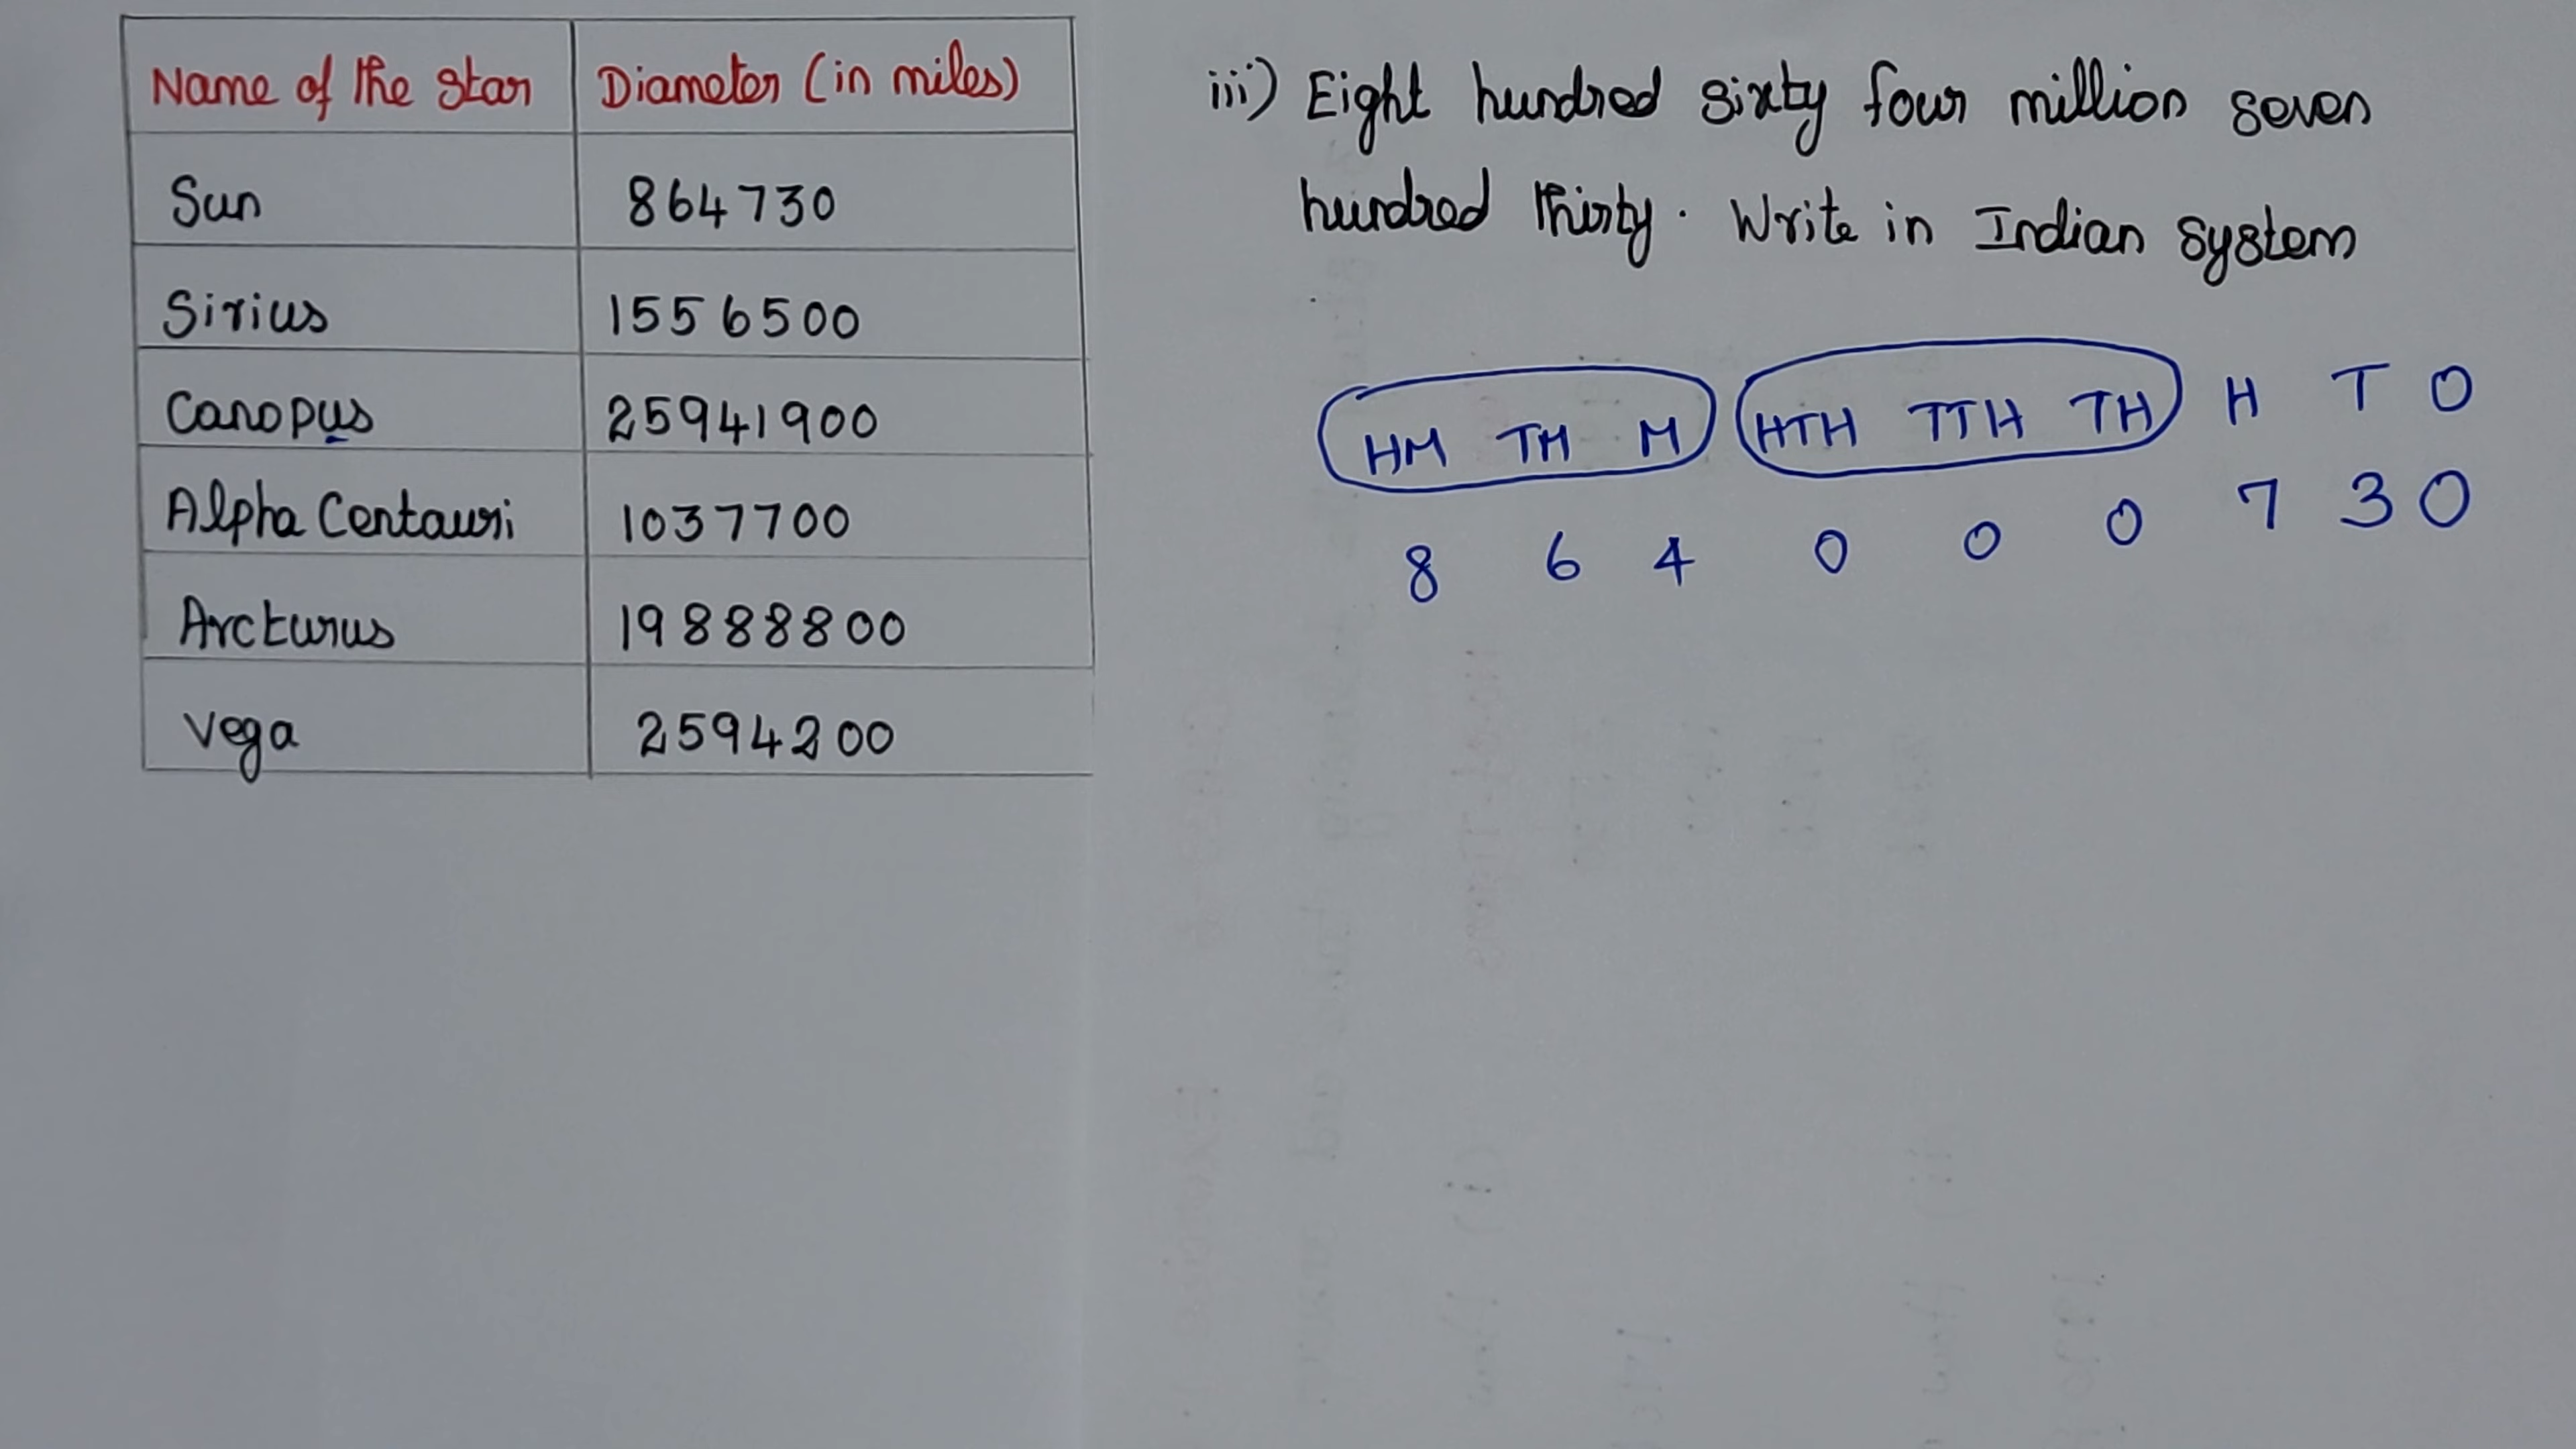 Name of the Star Diameter (in miles)
Sun 864730
Sirius 1556500
Canopus 25941900
Alpha Centauri 1037700
Arcturus 19888800
Vega 2594200
iii) Eight hundred sixty four million seven
hundred thirty. Write in Indian System
HM TM M HTH TTH TH H T O
8 6 4 0 0 0 7 3 0